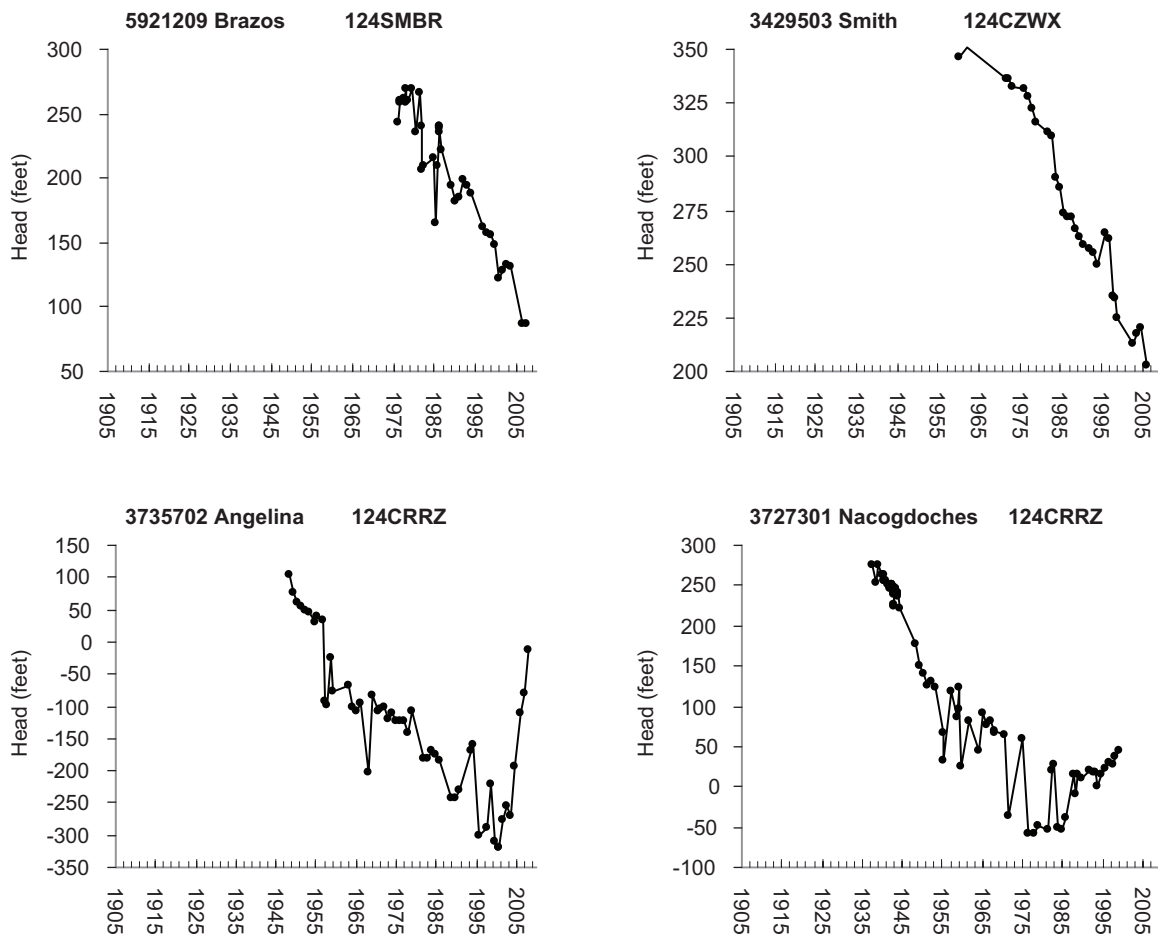 5921209 Brazos 124SMBR
300
250
200
150
100
50
Head (feet)
1905 1915 1925 1935 1945 1955 1965 1975 1985 1995 2005
3429503 Smith 124CZWX
350
325
300
275
250
225
200
Head (feet)
1905 1915 1925 1935 1945 1955 1965 1975 1985 1995 2005
3735702 Angelina 124CRRZ
150
100
50
0
-50
-100
-150
-200
-250
-300
-350
Head (feet)
1905 1915 1925 1935 1945 1955 1965 1975 1985 1995 2005
3727301 Nacogdoches 124CRRZ
300
250
200
150
100
50
0
-50
-100
Head (feet)
1905 1915 1925 1935 1945 1955 1965 1975 1985 1995 2005